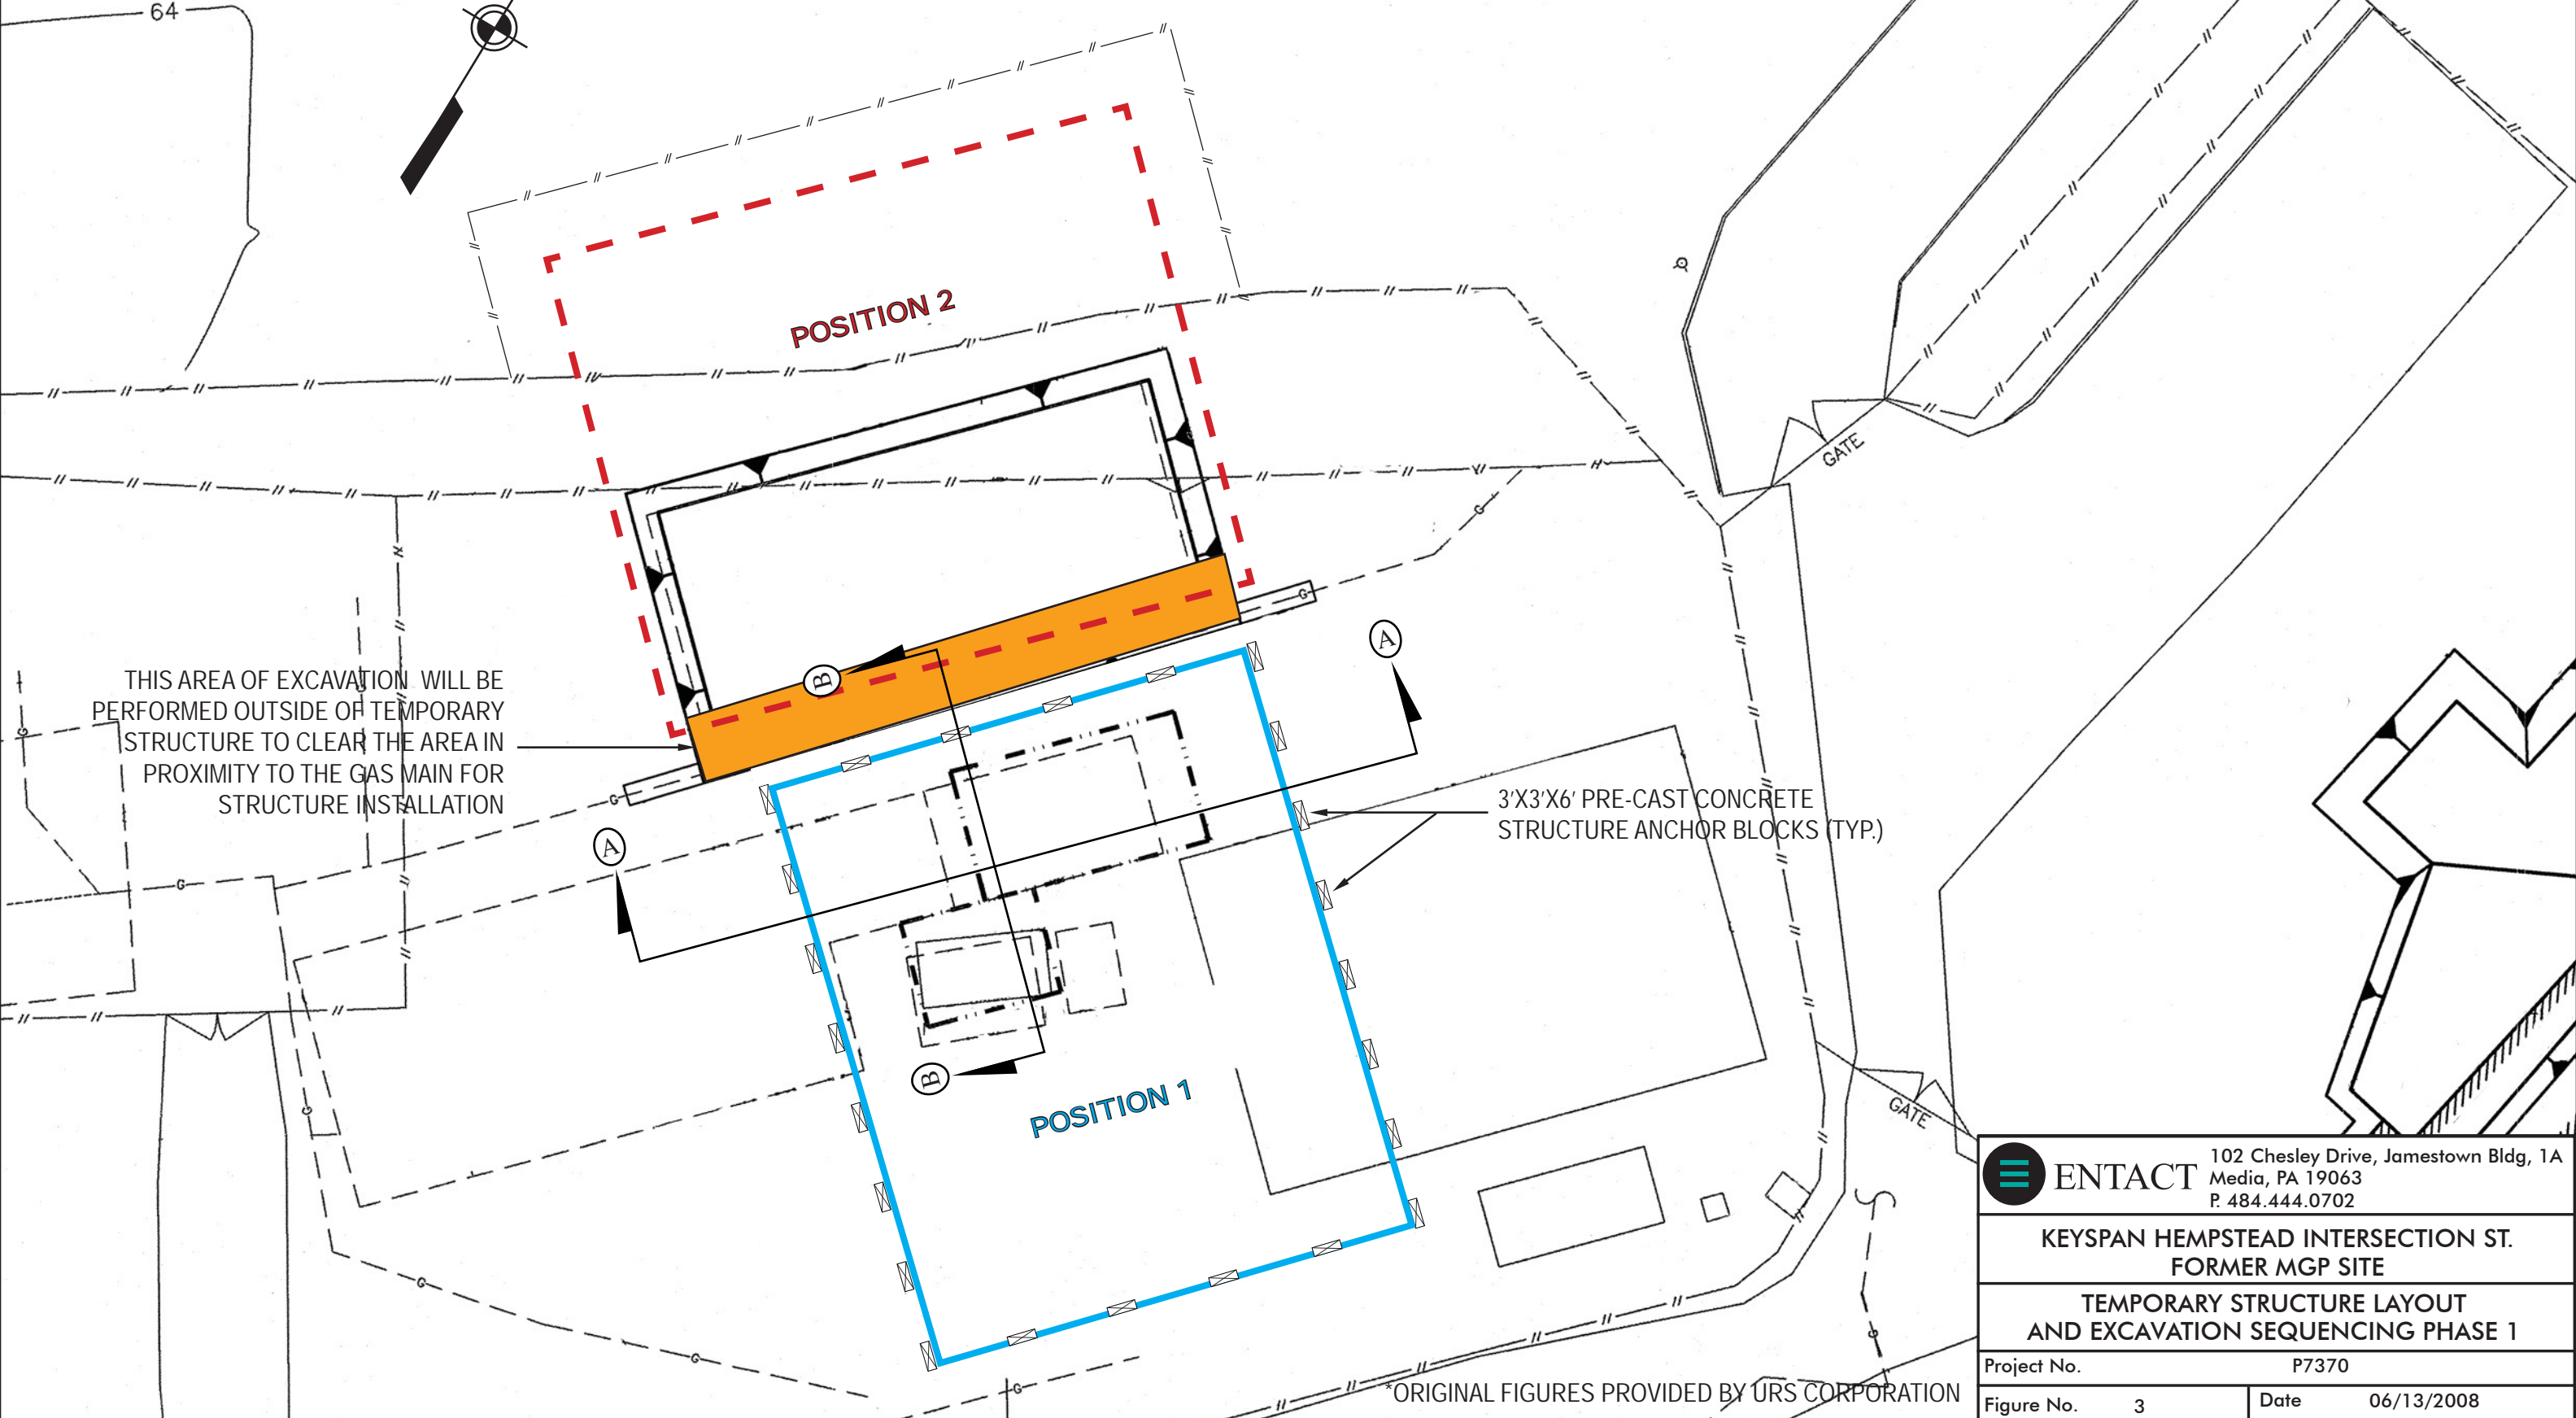 64
POSITION 2
GATE
G
G
A
B
THIS AREA OF EXCAVATION WILL BE
PERFORMED OUTSIDE OF TEMPORARY
STRUCTURE TO CLEAR THE AREA IN
PROXIMITY TO THE GAS MAIN FOR
STRUCTURE INSTALLATION
G
G
A
3'X3'X6' PRE-CAST CONCRETE
STRUCTURE ANCHOR BLOCKS (TYP.)
G
G
B
POSITION 1
GATE
G
G
G
G
ENTACT
102 Chesley Drive, Jamestown Bldg, 1A
Media, PA 19063
P. 484.444.0702
KEYSPAN HEMPSTEAD INTERSECTION ST.
FORMER MGP SITE
TEMPORARY STRUCTURE LAYOUT
AND EXCAVATION SEQUENCING PHASE 1
Project No. P7370
Figure No. 3
Date 06/13/2008
*ORIGINAL FIGURES PROVIDED BY URS CORPORATION